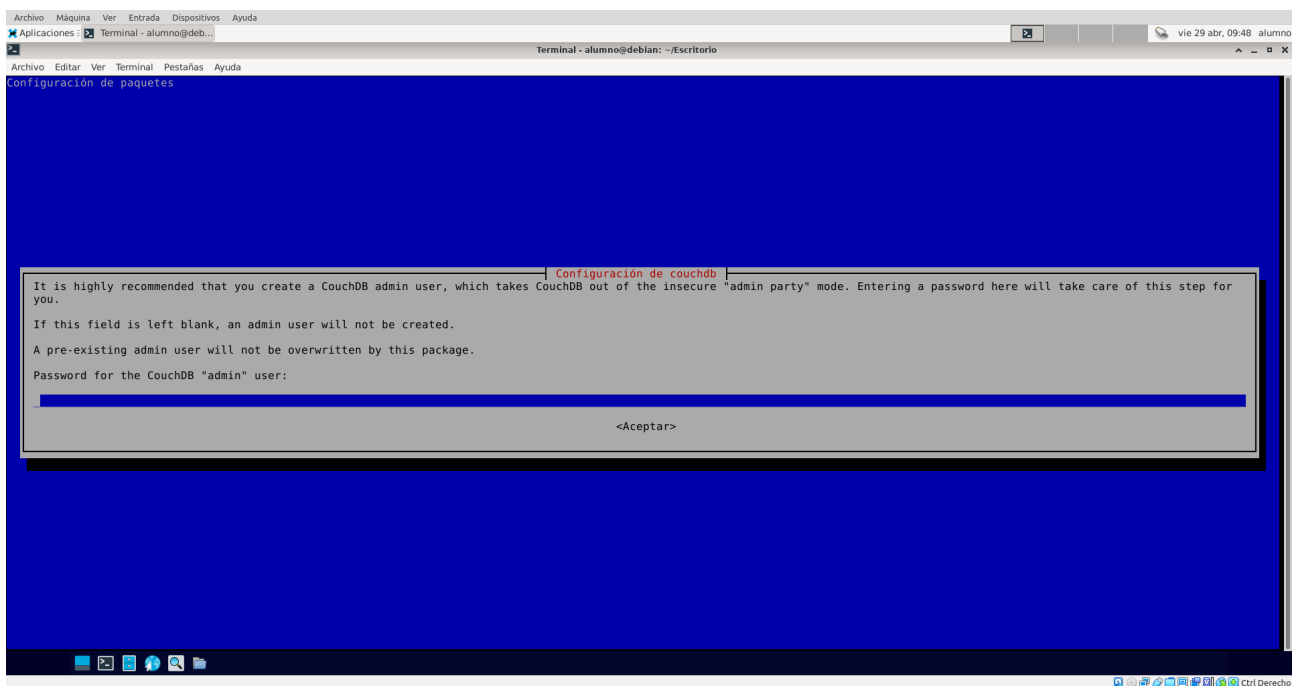 Archivo Máquina Ver Entrada Dispositivos Ayuda
Aplicaciones Terminal - alumno@deb... vie 29 abr, 09:48 alumno
Terminal - alumno@debian: ~/Escritorio
Archivo Editar Ver Terminal Pestañas Ayuda
Configuración de paquetes
Configuración de couchdb
It is highly recommended that you create a CouchDB admin user, which takes CouchDB out of the insecure "admin party" mode. Entering a password here will take care of this step for
you.
If this field is left blank, an admin user will not be created.
A pre-existing admin user will not be overwritten by this package.
Password for the CouchDB "admin" user:
<Aceptar>
Ctrl Derecho